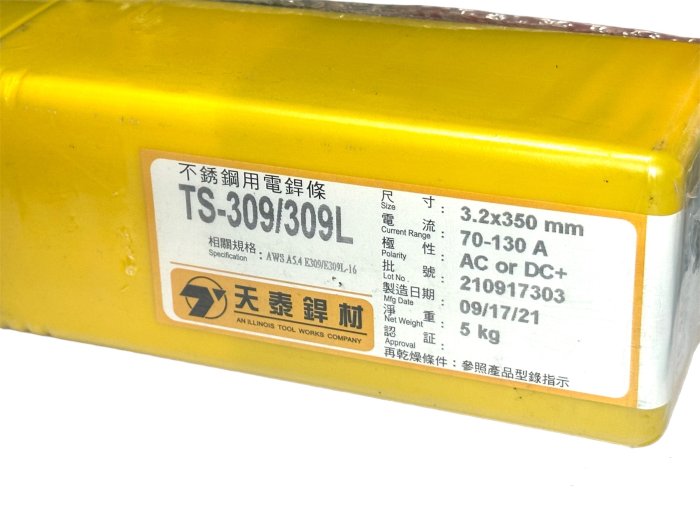 不銹鋼用電銲條
TS-309/309L
相關規格：
Specification : AWS A5.4 E309/E309L-16
天泰銲材
AN ILLINOIS TOOL WORKS COMPANY
尺寸 : 3.2x350 mm
Size
電流 : 70-130 A
Current Range
極性 : AC or DC+
Polarity
批號 : 210917303
Lot No.
製造日期 : 09/17/21
Mfg Date
淨重 : 5 kg
Net Weight
認証 :
Approval
再乾燥條件：參照產品型錄指示